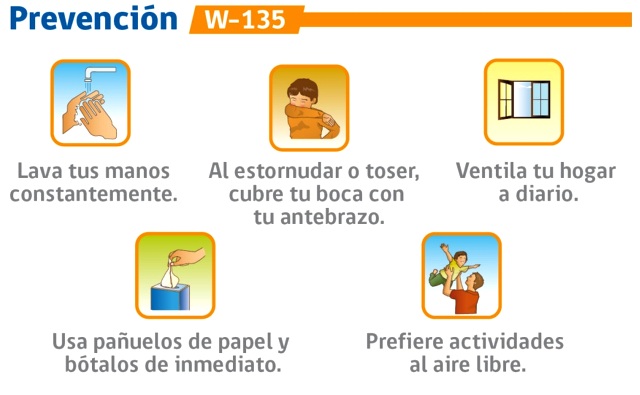 Prevención W-135
Lava tus manos
constantemente.
Al estornudar o toser,
cubre tu boca con
tu antebrazo.
Ventila tu hogar
a diario.
Usa pañuelos de papel y
bótalos de inmediato.
Prefiere actividades
al aire libre.